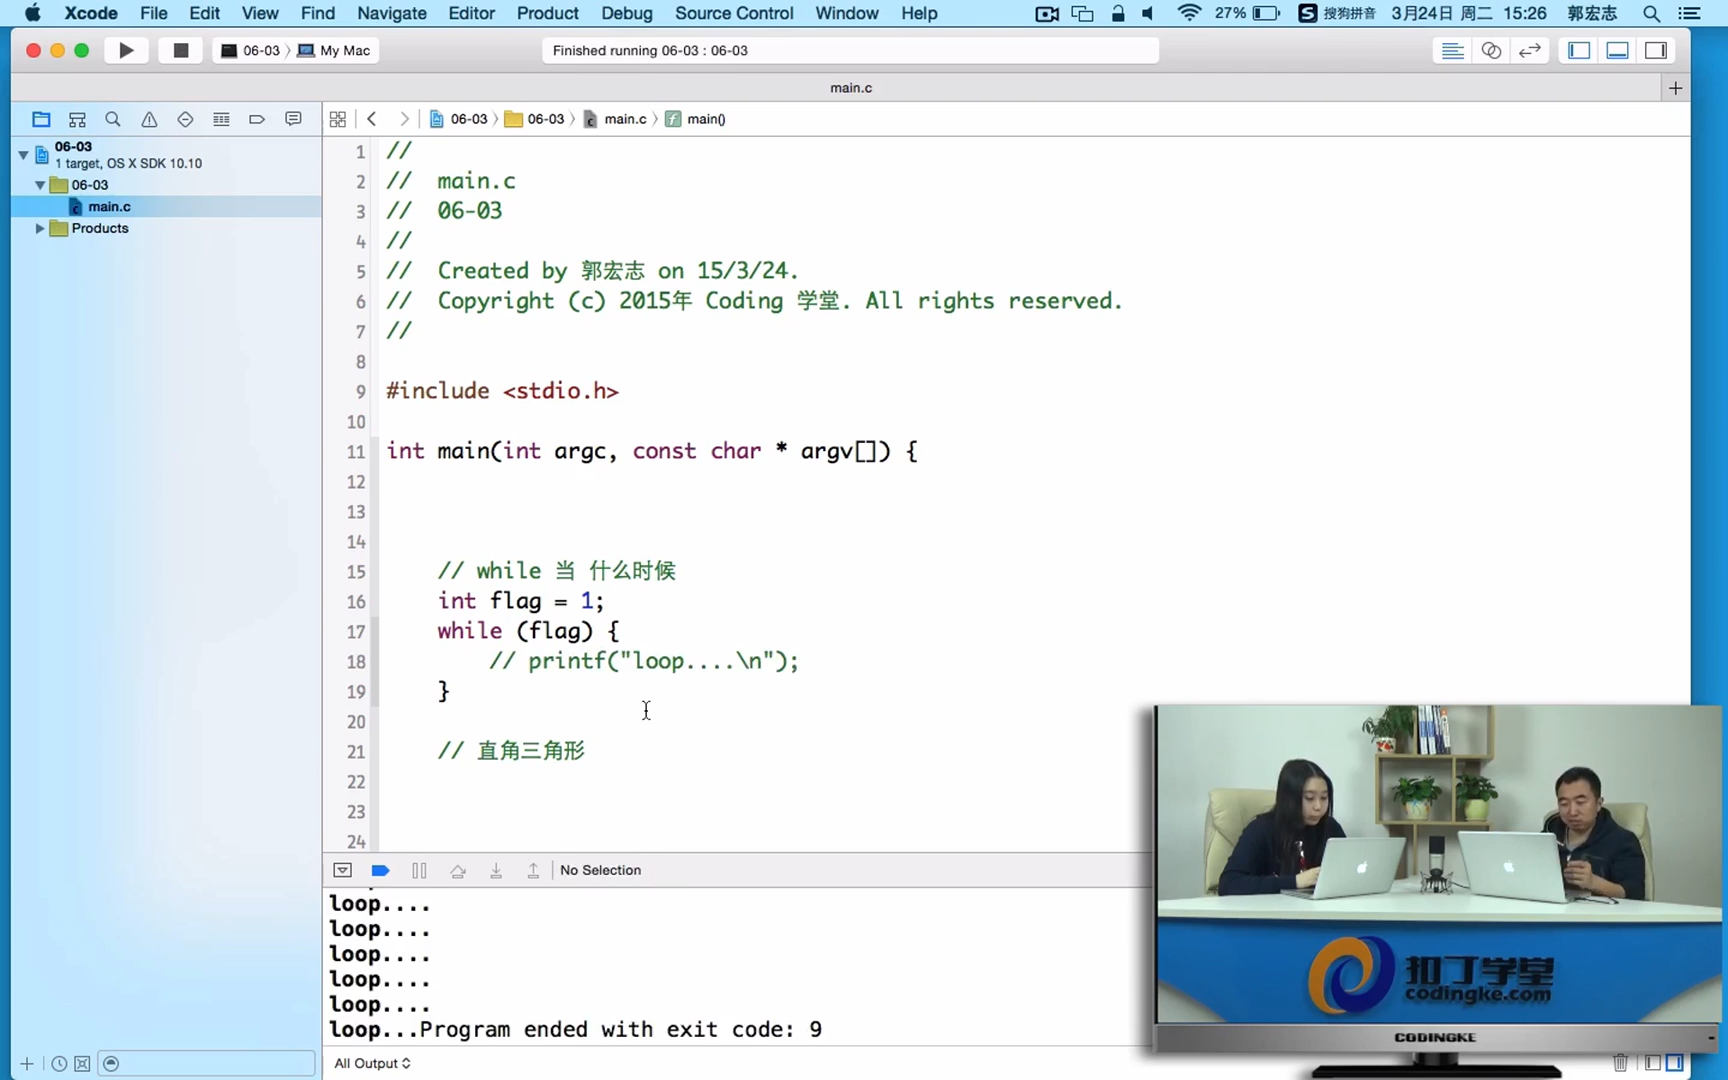 Xcode File Edit View Find Navigate Editor Product Debug Source Control Window Help 27% S 搜狗拼音 3月24日 周二 15:26 郭宏志
06-03 My Mac
Finished running 06-03 : 06-03
main.c
06-03 06-03 main.c main()
06-03
1 target, OS X SDK 10.10
06-03
main.c
Products
1 //
2 // main.c
3 // 06-03
4 //
5 // Created by 郭宏志 on 15/3/24.
6 // Copyright (c) 2015年 Coding 学堂. All rights reserved.
7 //
8
9 #include <stdio.h>
10
11 int main(int argc, const char * argv[]) {
12
13
14
15 // while 当 什么时候
16 int flag = 1;
17 while (flag) {
18 // printf("loop....\n");
19 }
20
21 // 直角三角形
22
23
24
No Selection
loop....
loop....
loop....
loop....
loop....
loop...Program ended with exit code: 9
All Output
扣丁学堂
codingke.com
CODINGKE